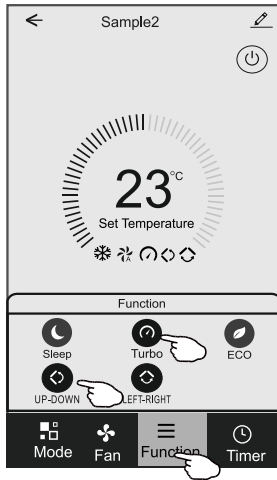 Sample2
23°C
Set Temperature
A
Function
Sleep Turbo ECO
UP-DOWN LEFT-RIGHT
Mode Fan Function Timer